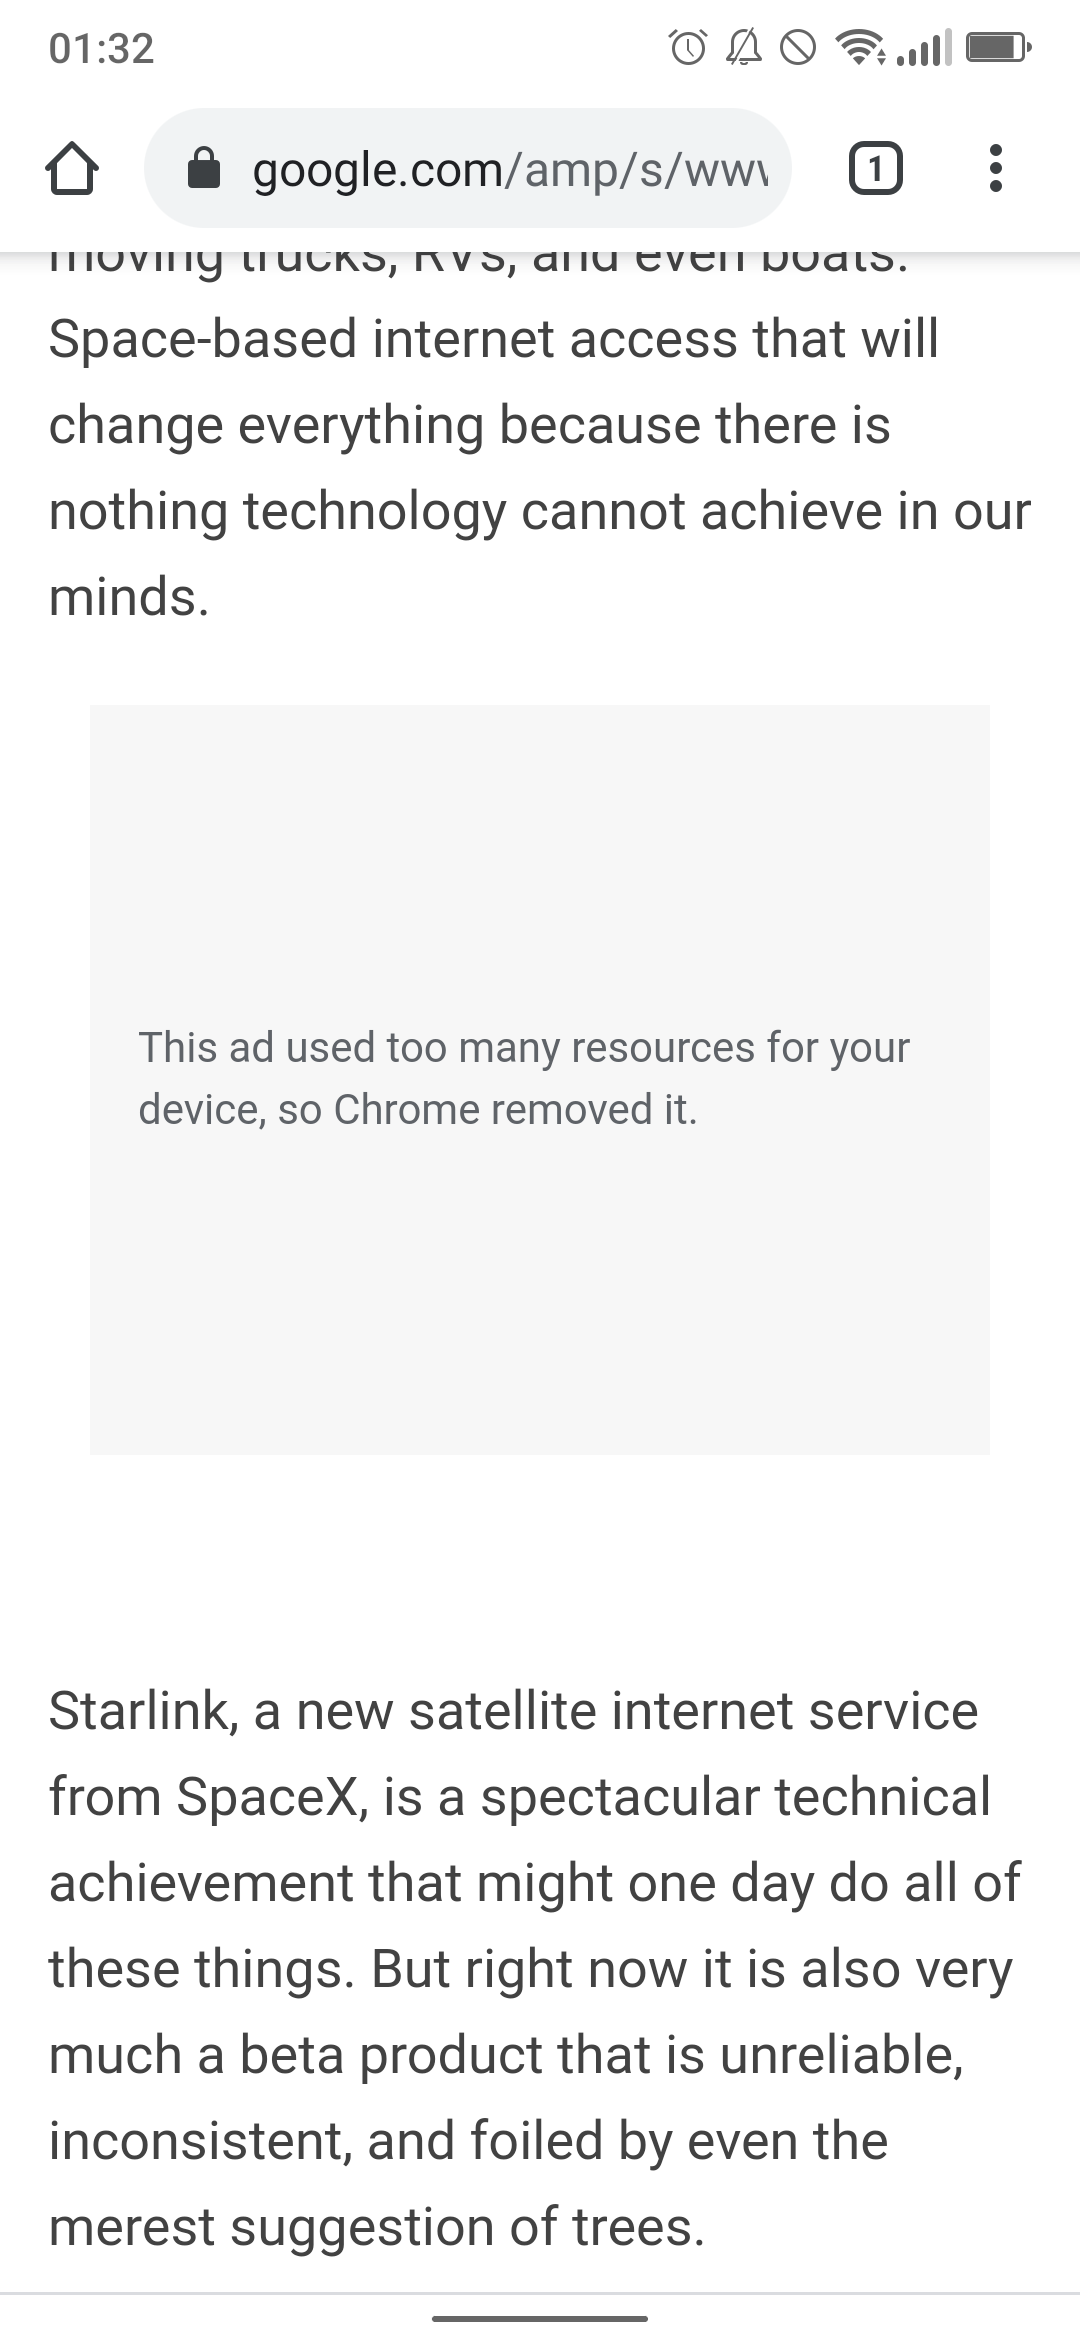 01:32
google.com/amp/s/www
1
moving trucks, RVs, and even boats.
Space-based internet access that will
change everything because there is
nothing technology cannot achieve in our
minds.
This ad used too many resources for your
device, so Chrome removed it.
Starlink, a new satellite internet service
from SpaceX, is a spectacular technical
achievement that might one day do all of
these things. But right now it is also very
much a beta product that is unreliable,
inconsistent, and foiled by even the
merest suggestion of trees.